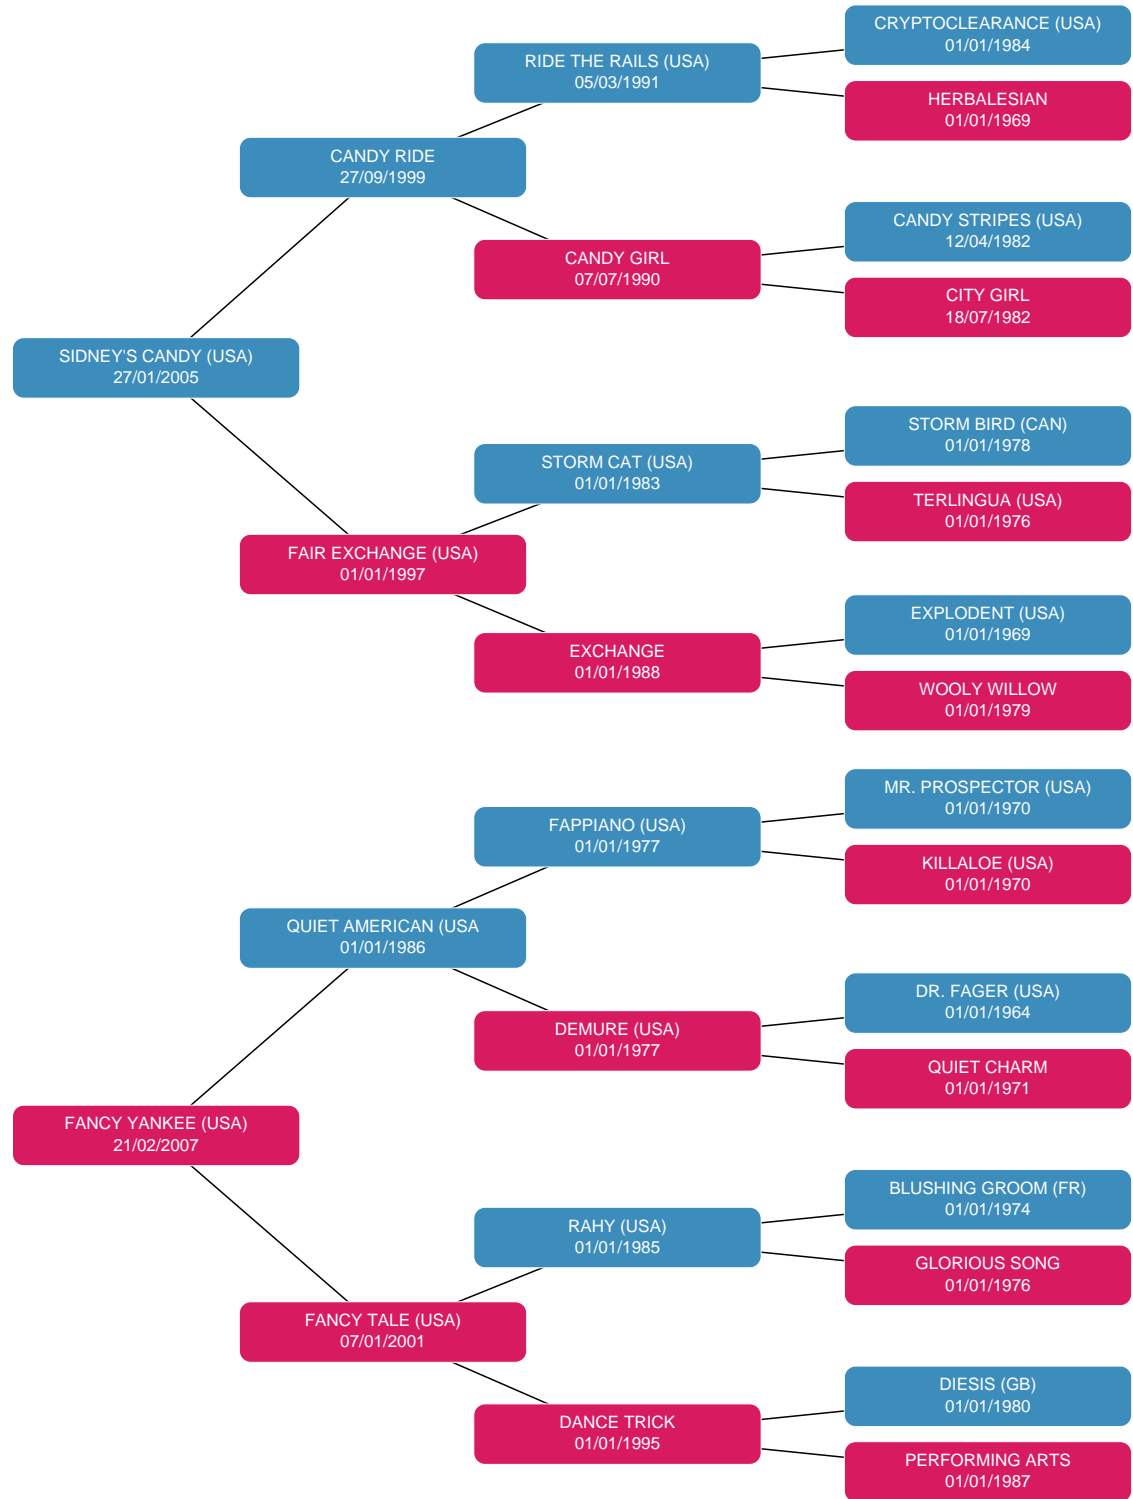 CRYPTOCLEARANCE (USA)
01/01/1984
RIDE THE RAILS (USA)
05/03/1991
HERBALESIAN
01/01/1969
CANDY RIDE
27/09/1999
CANDY STRIPES (USA)
12/04/1982
CANDY GIRL
07/07/1990
CITY GIRL
18/07/1982
SIDNEY'S CANDY (USA)
27/01/2005
STORM BIRD (CAN)
01/01/1978
STORM CAT (USA)
01/01/1983
TERLINGUA (USA)
01/01/1976
FAIR EXCHANGE (USA)
01/01/1997
EXPLODENT (USA)
01/01/1969
EXCHANGE
01/01/1988
WOOLY WILLOW
01/01/1979
MR. PROSPECTOR (USA)
01/01/1970
FAPPIANO (USA)
01/01/1977
KILLALOE (USA)
01/01/1970
QUIET AMERICAN (USA
01/01/1986
DR. FAGER (USA)
01/01/1964
DEMURE (USA)
01/01/1977
QUIET CHARM
01/01/1971
FANCY YANKEE (USA)
21/02/2007
BLUSHING GROOM (FR)
01/01/1974
RAHY (USA)
01/01/1985
GLORIOUS SONG
01/01/1976
FANCY TALE (USA)
07/01/2001
DIESIS (GB)
01/01/1980
DANCE TRICK
01/01/1995
PERFORMING ARTS
01/01/1987